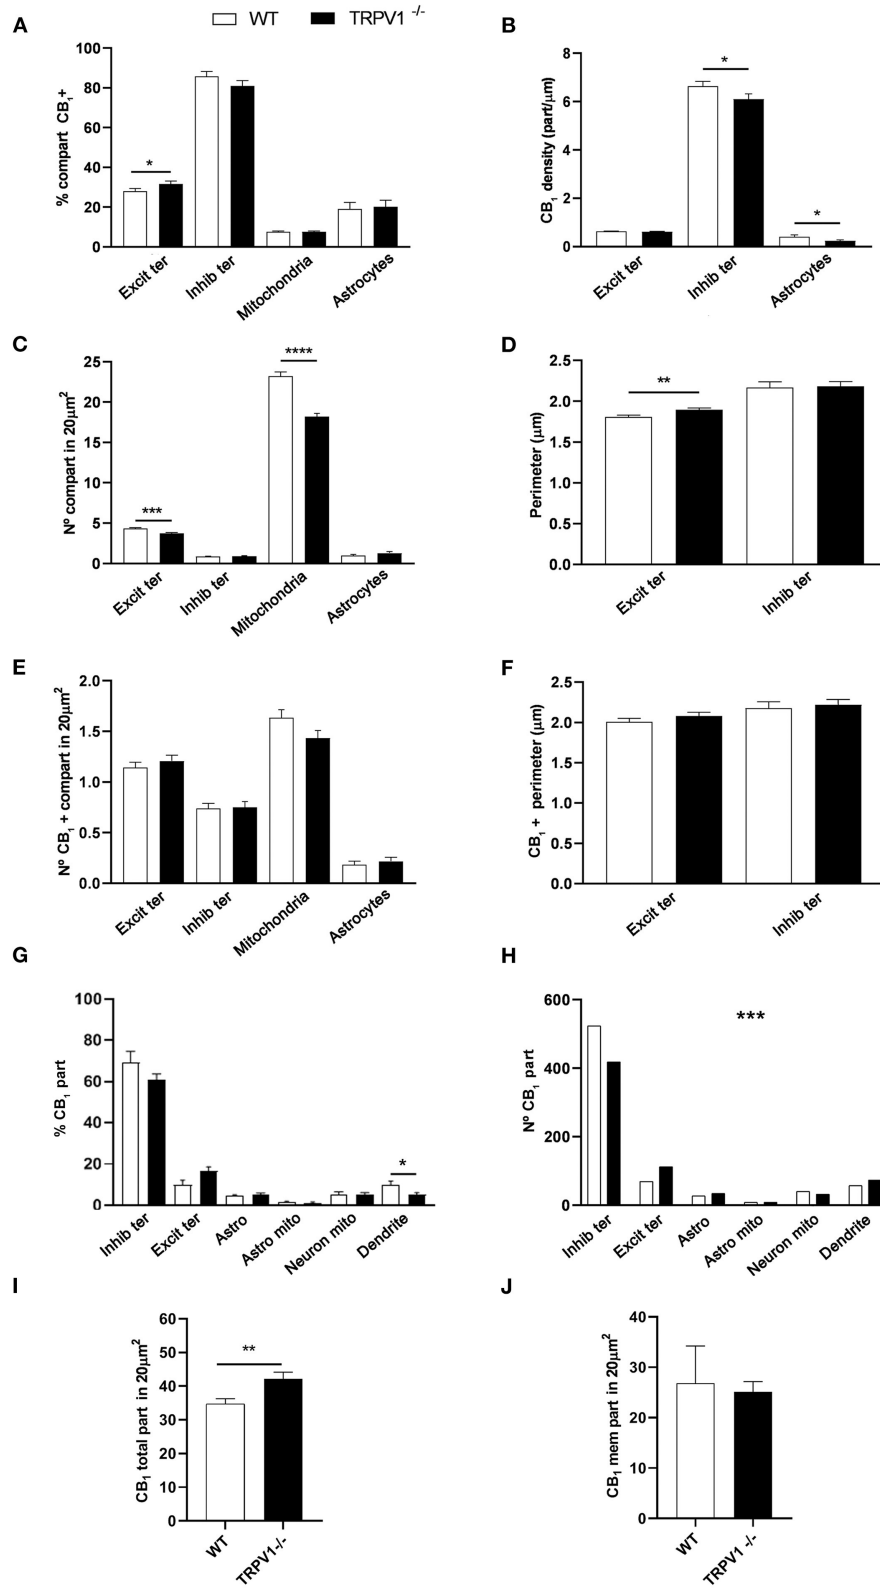 WT TRPV1 -/-
A
% compart CB1+
100
80
60
40
20
0
*
Excit ter
Inhib ter
Mitochondria
Astrocytes
B
CB1 density (part/μm)
8
6
4
2
0
*
*
Excit ter
Inhib ter
Astrocytes
C
Nº compart in 20μm2
25
20
15
10
5
0
***
****
Excit ter
Inhib ter
Mitochondria
Astrocytes
D
Perimeter (μm)
2.5
2.0
1.5
1.0
0.5
0.0
**
Excit ter
Inhib ter
E
Nº CB1 + compart in 20μm2
2.0
1.5
1.0
0.5
0.0
Excit ter
Inhib ter
Mitochondria
Astrocytes
F
CB1 + perimeter (μm)
2.5
2.0
1.5
1.0
0.5
0.0
Excit ter
Inhib ter
G
% CB1 part
100
80
60
40
20
0
*
Inhib ter
Excit ter
Astro
Astro mito
Neuron mito
Dendrite
H
Nº CB1 part
600
400
200
0
***
Inhib ter
Excit ter
Astro
Astro mito
Neuron mito
Dendrite
I
CB1 total part in 20μm2
60
50
40
30
20
10
0
**
WT
TRPV1-/-
J
CB1 mem part in 20μm2
40
30
20
10
0
WT
TRPV1 -/-